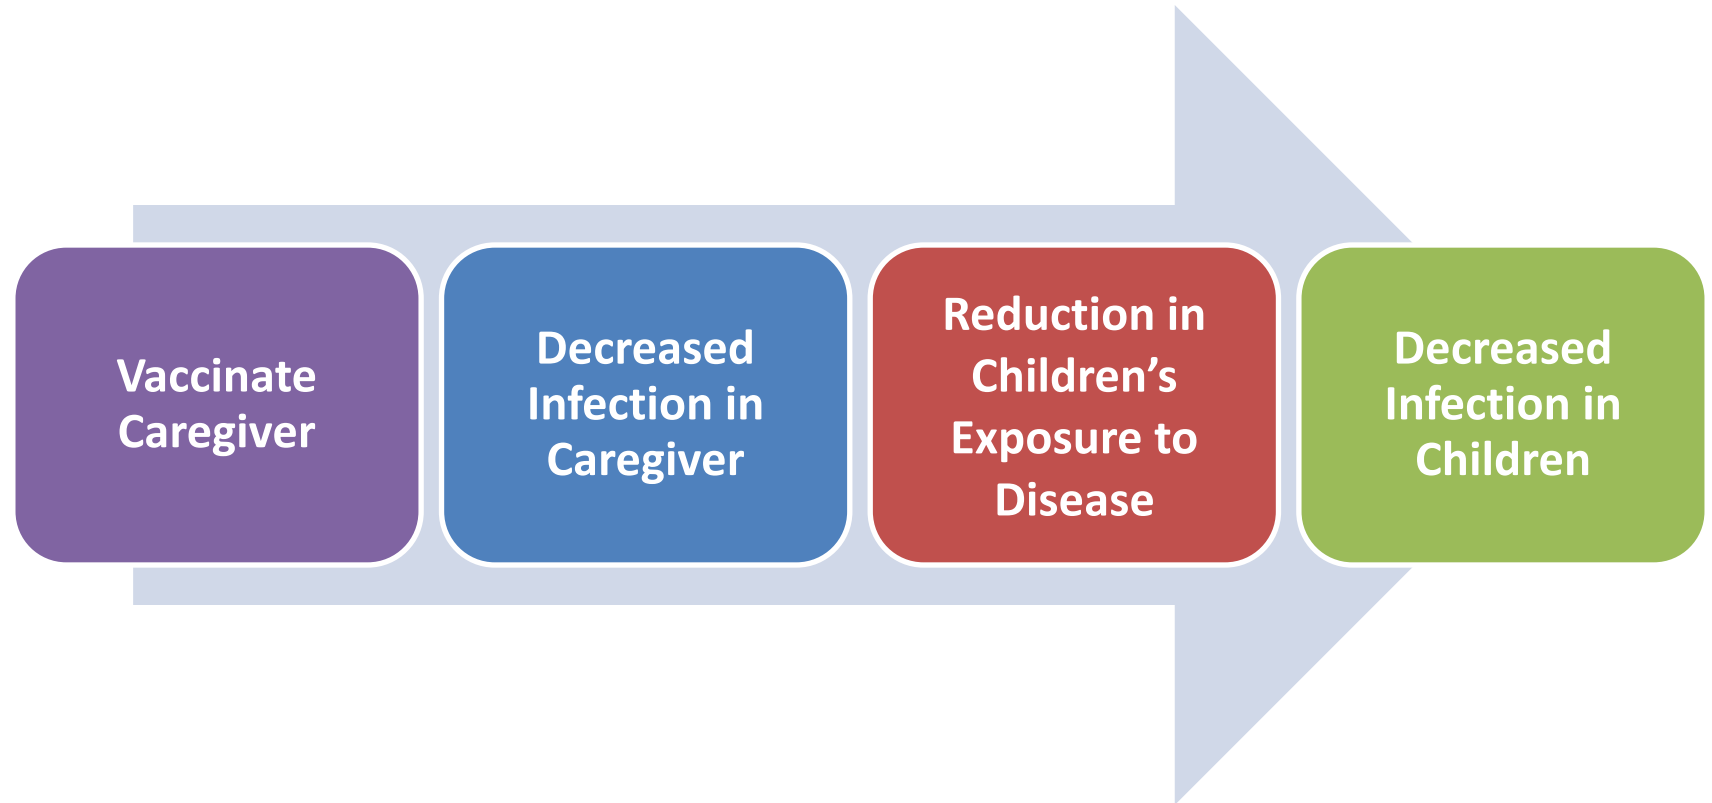 Vaccinate
Caregiver
Decreased
Infection in
Caregiver
Reduction in
Children’s
Exposure to
Disease
Decreased
Infection in
Children